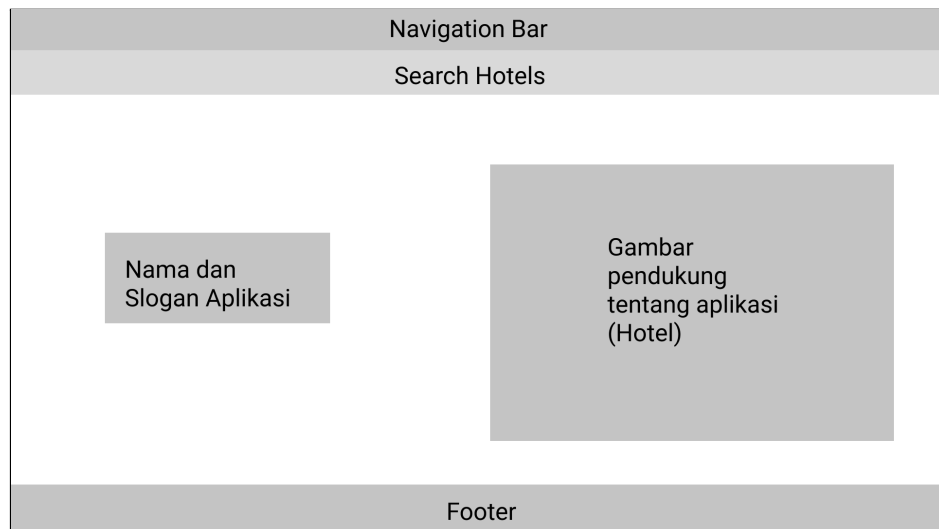 Navigation Bar
Search Hotels
Nama dan
Slogan Aplikasi
Gambar
pendukung
tentang aplikasi
(Hotel)
Footer